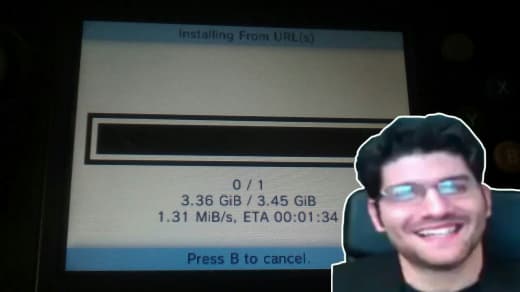 Installing From URL(s)
0 / 1
3.36 GiB / 3.45 GiB
1.31 MiB/s, ETA 00:01:34
Press B to cancel.
X
B